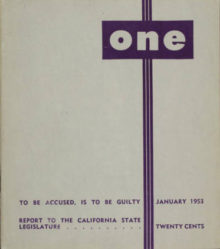 one
TO BE ACCUSED, IS TO BE GUILTY JANUARY 1953
REPORT TO THE CALIFORNIA STATE
LEGISLATURE . . . . . . . . . . TWENTY CENTS